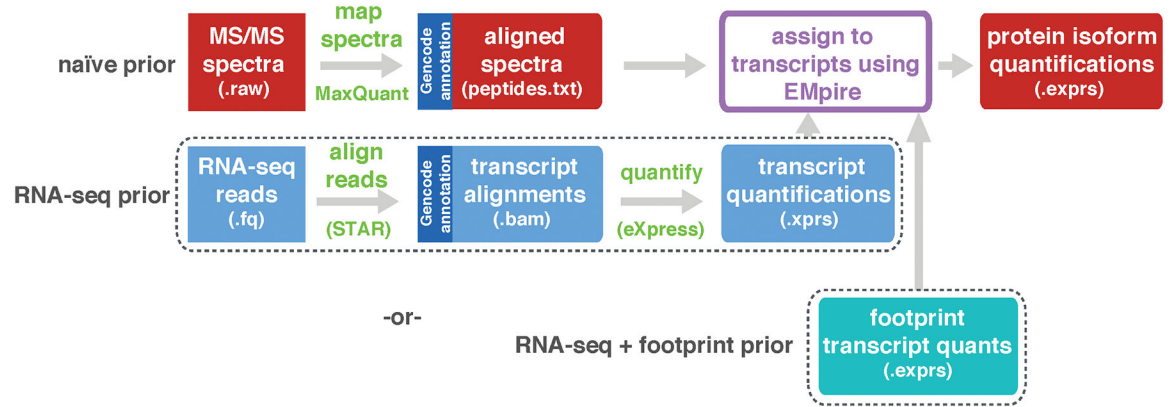 naïve prior
MS/MS
spectra
(.raw)
map
spectra
MaxQuant
Gencode
annotation
aligned
spectra
(peptides.txt)
assign to
transcripts using
EMpire
protein isoform
quantifications
(.exprs)
RNA-seq prior
RNA-seq
reads
(.fq)
align
reads
(STAR)
Gencode
annotation
transcript
alignments
(.bam)
quantify
(eXpress)
transcript
quantifications
(.xprs)
-or-
RNA-seq + footprint prior
footprint
transcript quants
(.exprs)